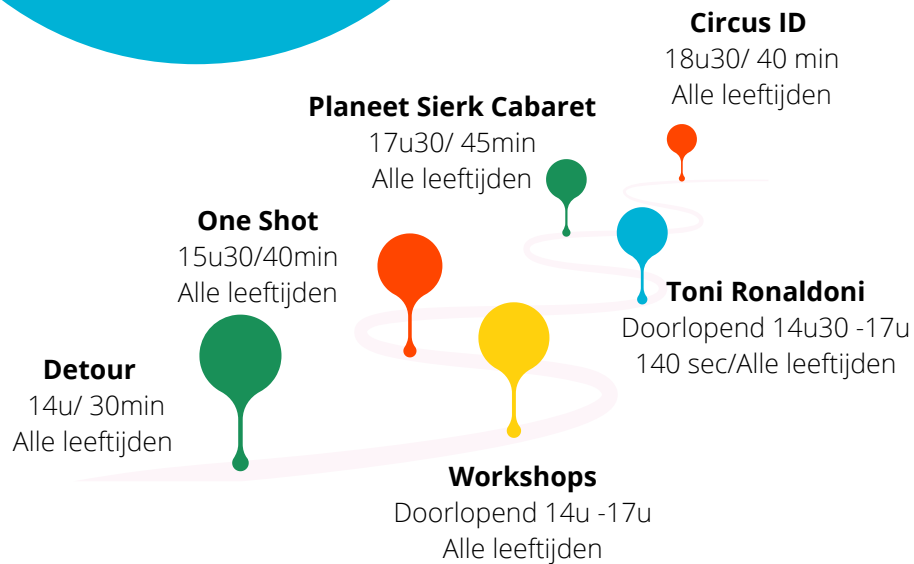 Circus ID
18u30/ 40 min
Alle leeftijden
Planeet Sierk Cabaret
17u30/ 45min
Alle leeftijden
One Shot
15u30/40min
Alle leeftijden
Toni Ronaldoni
Doorlopend 14u30 -17u
140 sec/Alle leeftijden
Detour
14u/ 30min
Alle leeftijden
Workshops
Doorlopend 14u -17u
Alle leeftijden